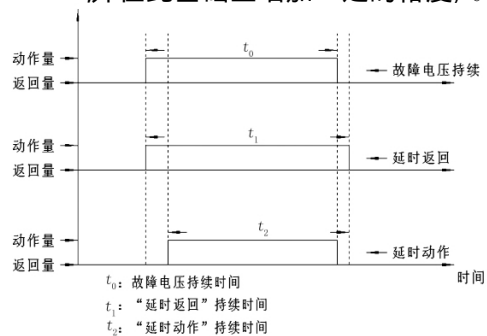 动作量
返回量
t₀
故障电压持续
动作量
返回量
t₁
延时返回
动作量
返回量
t₂
延时动作
时间
t₀：故障电压持续时间
t₁：“延时返回”持续时间
t₂：“延时动作”持续时间